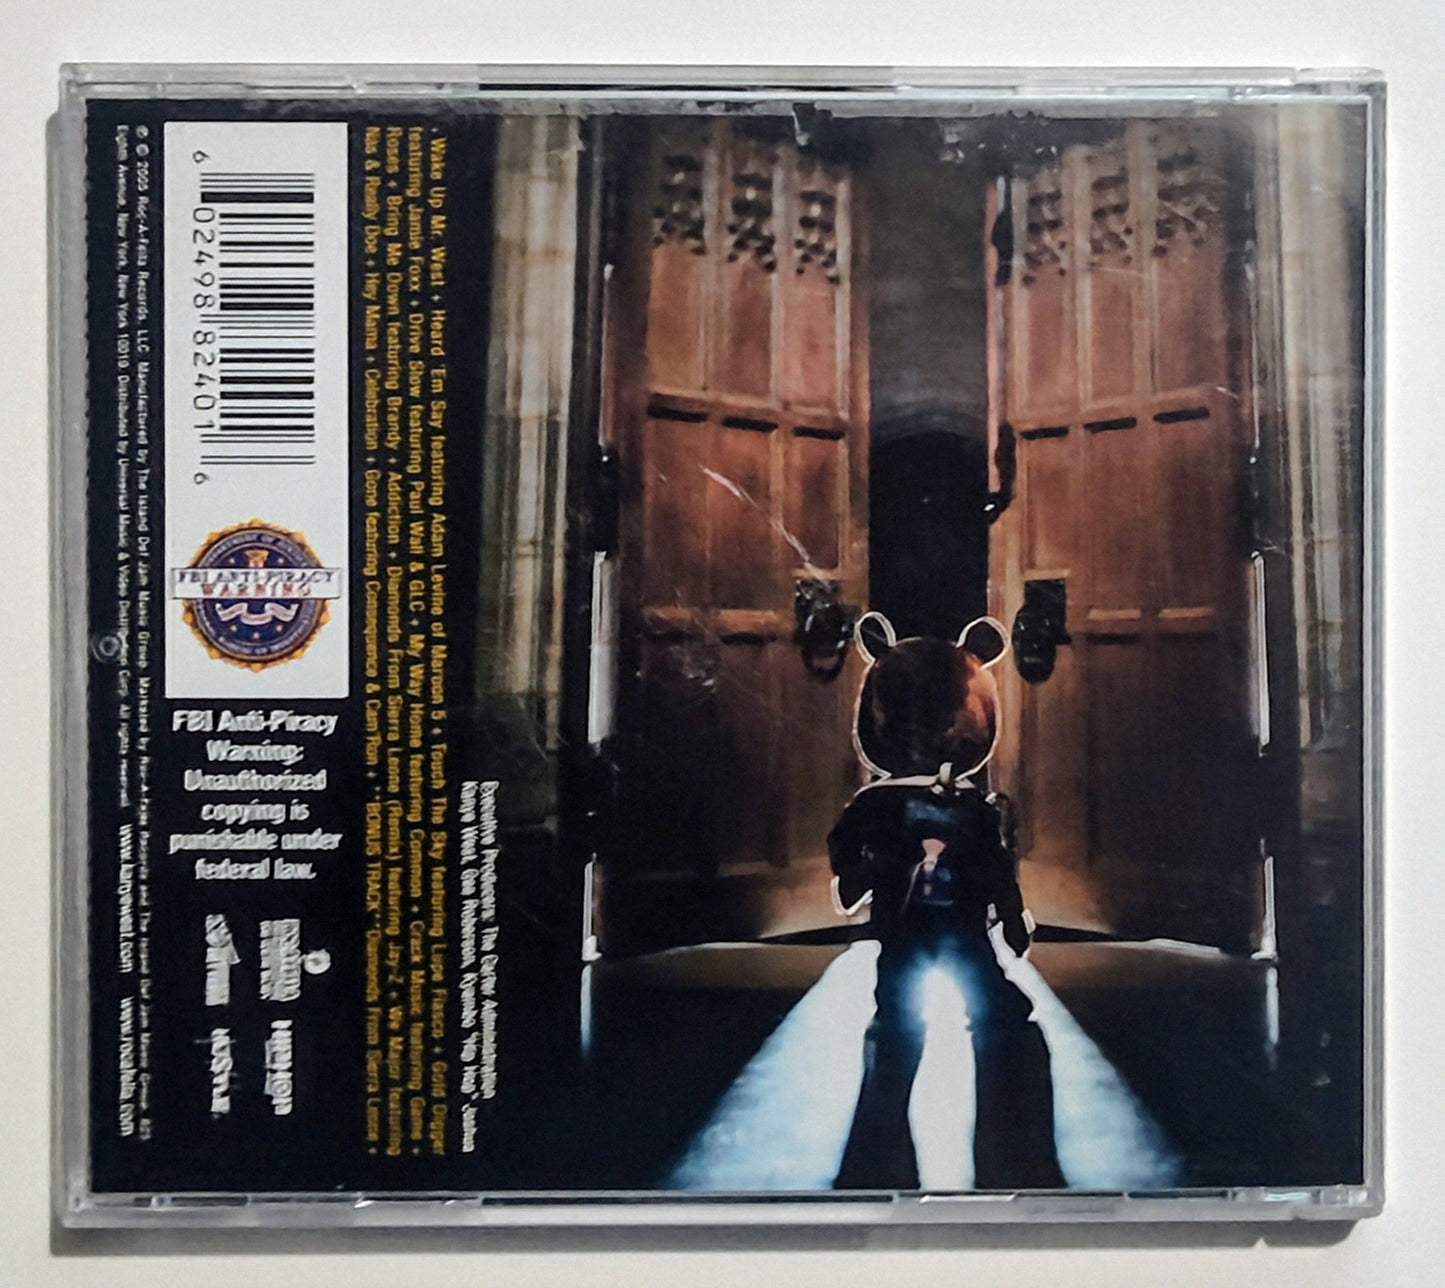 • Wake Up Mr. West + Heard 'Em Say featuring Adam Levine of Maroon 5 + Touch The Sky featuring Lupe Fiasco + Gold Digger
featuring Jamie Foxx + Drive Slow featuring Paul Wall & GLC + My Way Home featuring Common + Crack Music featuring Game +
Roses + Bring Me Down featuring Brandy + Addiction + Diamonds From Sierra Leone (Remix) featuring Jay-Z + We Major featuring
Nas & Really Doe + Hey Mama + Celebration + Gone featuring Consequence & Cam'Ron + *BONUS TRACK* "Diamonds From Sierra Leone +
Executive Producers: The Carter Administration
Kanye West, Gee Roberson, Kyambo "Hip Hop" Joshua
6 02498 82401 6
FBI ANTI-PIRACY
WARNING
FBI Anti-Piracy
Warning:
Unauthorized
copying is
punishable under
federal law.
℗ © 2005 Roc-A-Fella Records, LLC. Manufactured by The Island Def Jam Music Group. Marketed by Roc-A-Fella Records and The Island Def Jam Music Group, 825
Eighth Avenue, New York, New York 10019. Distributed by Universal Music & Video Distribution Corp. All rights reserved. www.kanyewest.com www.rocafella.com